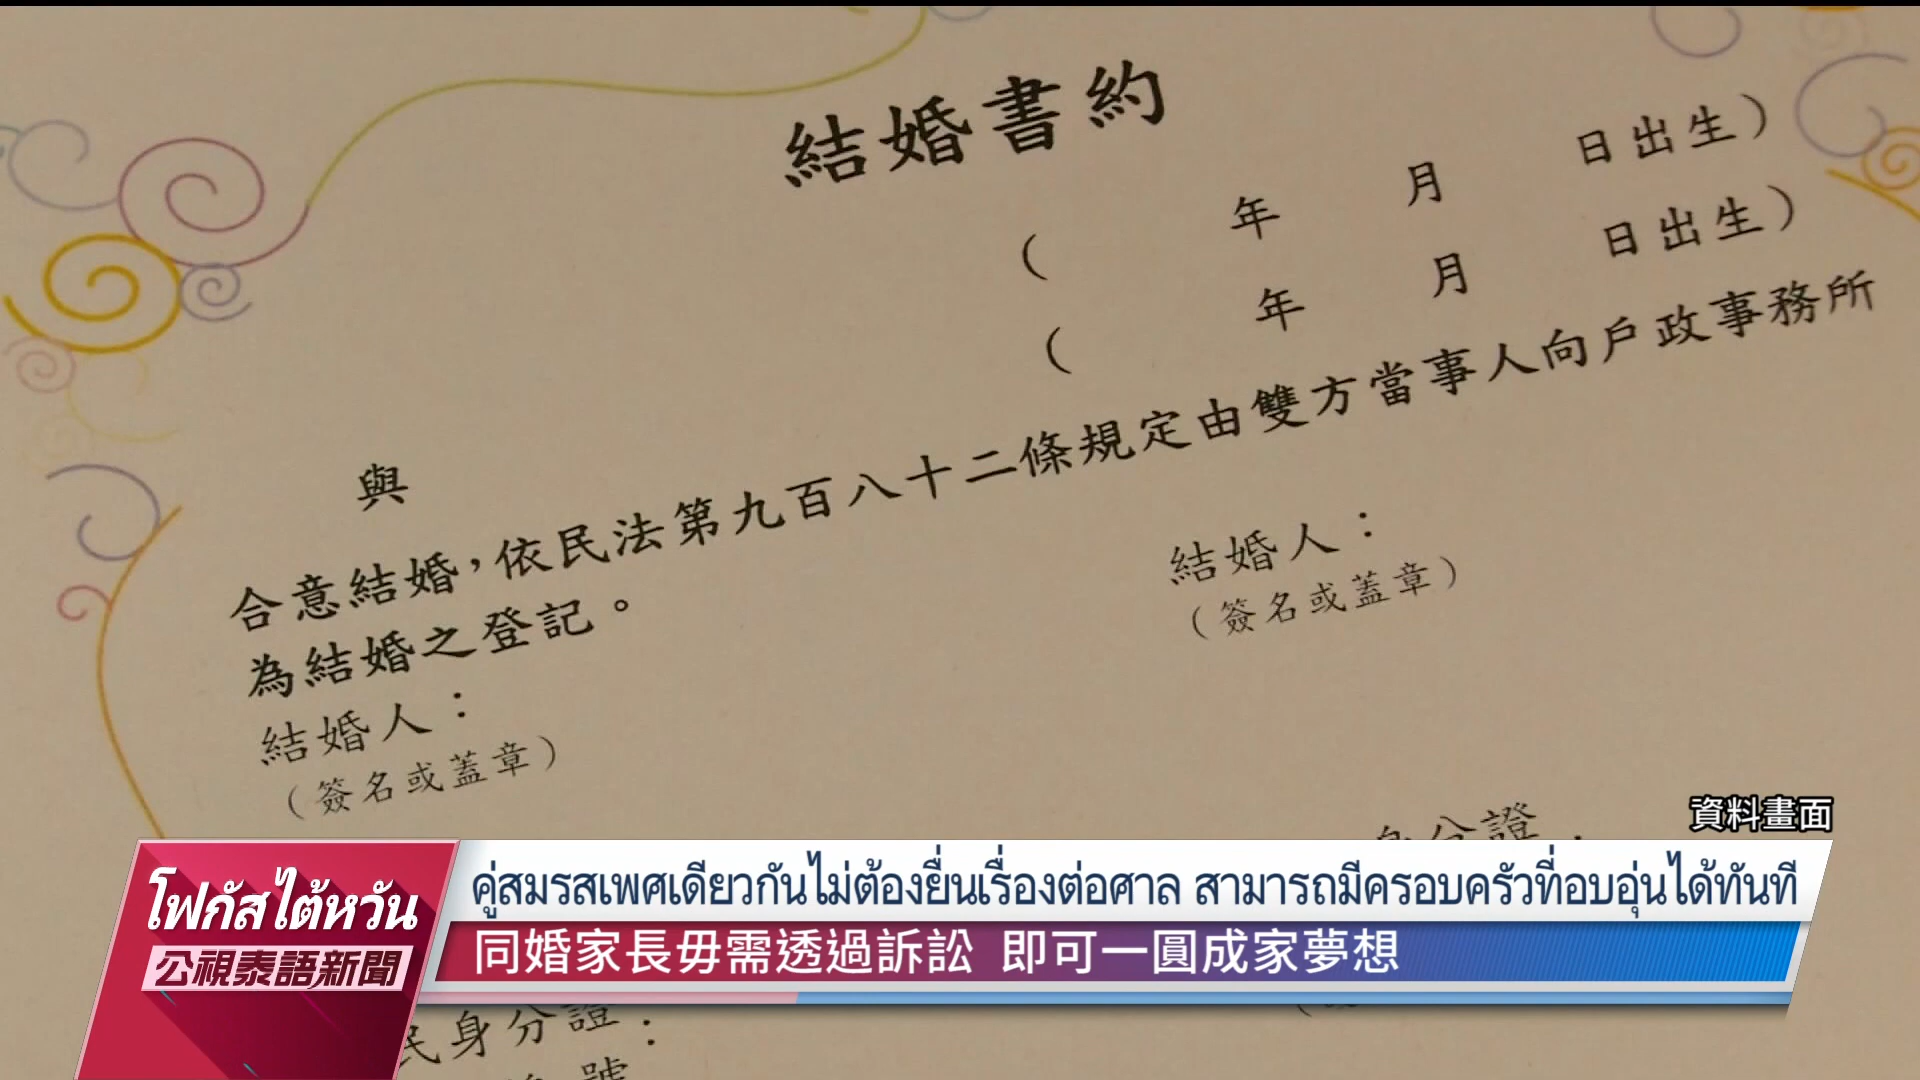 結婚書約
（ 年 月 日出生）
（ 年 月 日出生）
與
合意結婚，依民法第九百八十二條規定由雙方當事人向戶政事務所
為結婚之登記。
結婚人：
（簽名或蓋章）
結婚人：
（簽名或蓋章）
資料畫面
身分證
โฟกัสไต้หวัน
公視泰語新聞
คู่สมรสเพศเดียวกันไม่ต้องยื่นเรื่องต่อศาล สามารถมีครอบครัวที่อบอุ่นได้ทันที
同婚家長毋需透過訴訟 即可一圓成家夢想
民身分證
號：